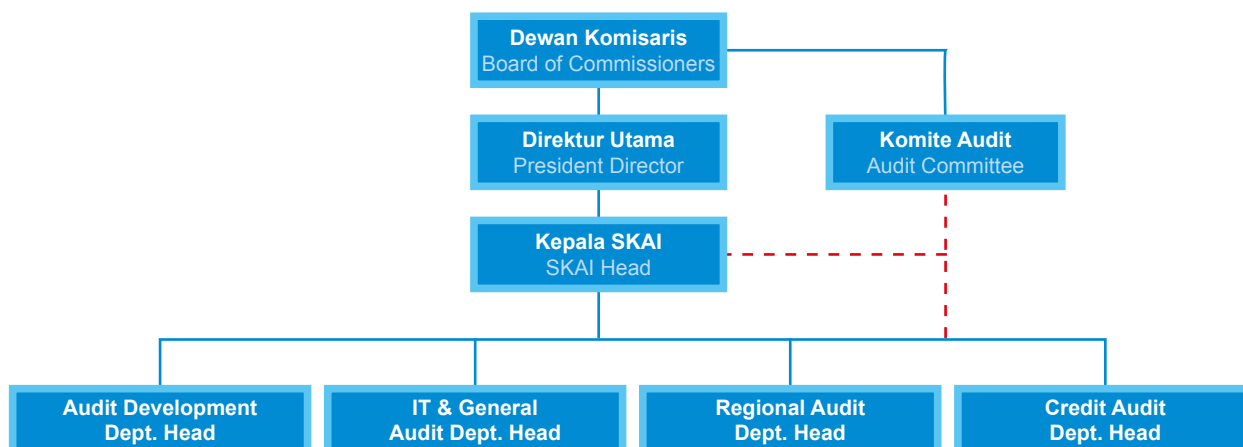 Dewan Komisaris
Board of Commissioners
Direktur Utama
President Director
Komite Audit
Audit Committee
Kepala SKAI
SKAI Head
Audit Development
Dept. Head
IT & General
Audit Dept. Head
Regional Audit
Dept. Head
Credit Audit
Dept. Head